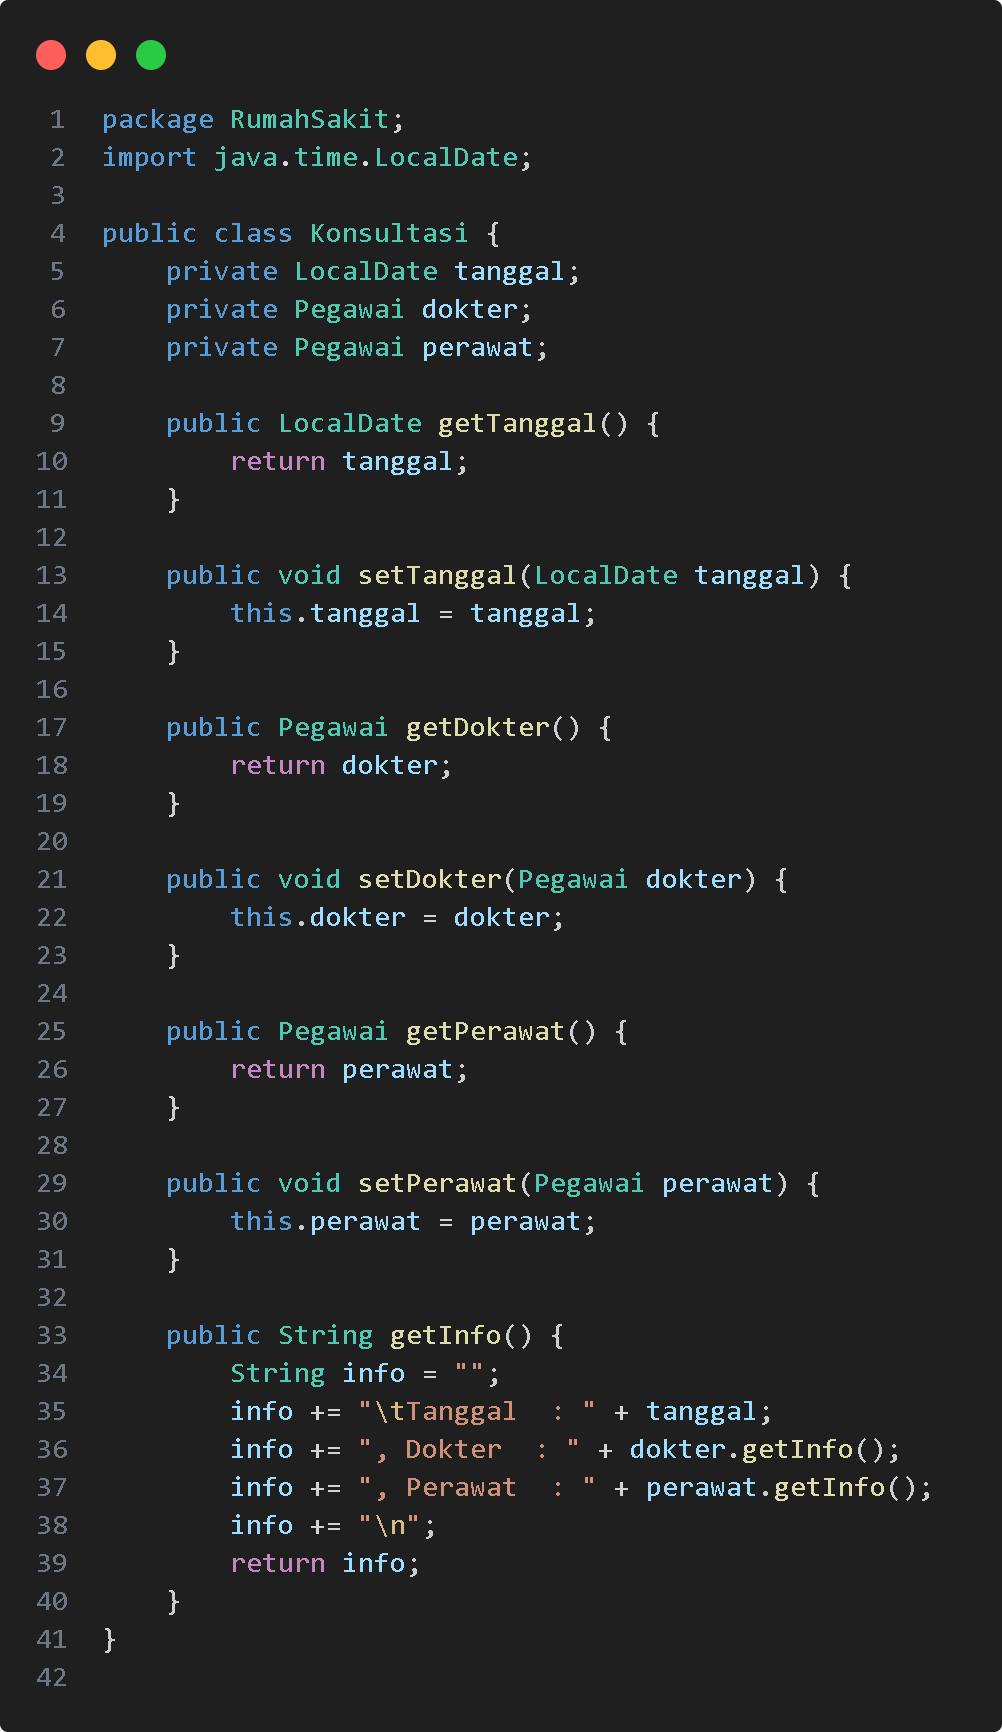 1 package RumahSakit;
2 import java.time.LocalDate;
3
4 public class Konsultasi {
5     private LocalDate tanggal;
6     private Pegawai dokter;
7     private Pegawai perawat;
8
9     public LocalDate getTanggal() {
10         return tanggal;
11     }
12
13     public void setTanggal(LocalDate tanggal) {
14         this.tanggal = tanggal;
15     }
16
17     public Pegawai getDokter() {
18         return dokter;
19     }
20
21     public void setDokter(Pegawai dokter) {
22         this.dokter = dokter;
23     }
24
25     public Pegawai getPerawat() {
26         return perawat;
27     }
28
29     public void setPerawat(Pegawai perawat) {
30         this.perawat = perawat;
31     }
32
33     public String getInfo() {
34         String info = "";
35         info += "\tTanggal  : " + tanggal;
36         info += ", Dokter  : " + dokter.getInfo();
37         info += ", Perawat  : " + perawat.getInfo();
38         info += "\n";
39         return info;
40     }
41 }
42